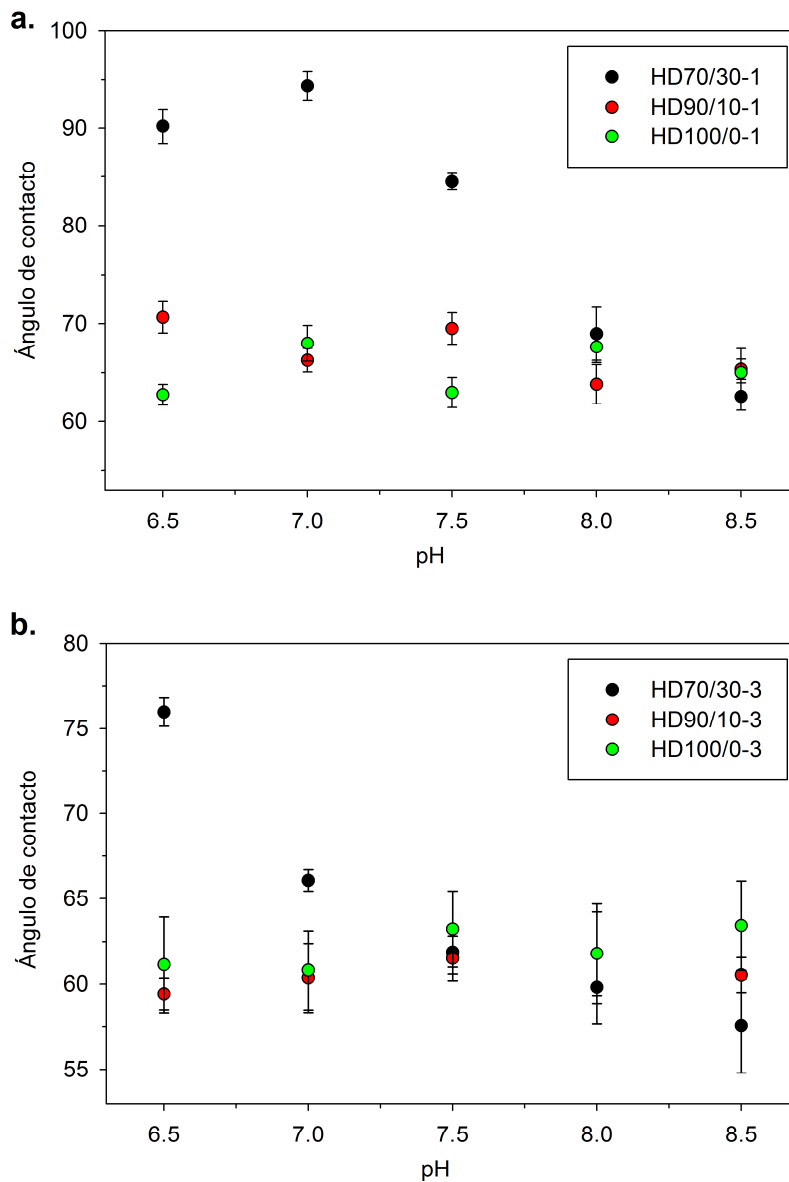 a.
100
90
80
70
60
Ángulo de contacto
HD70/30-1
HD90/10-1
HD100/0-1
6.5 7.0 7.5 8.0 8.5
pH
b.
80
75
70
65
60
55
Ángulo de contacto
HD70/30-3
HD90/10-3
HD100/0-3
6.5 7.0 7.5 8.0 8.5
pH